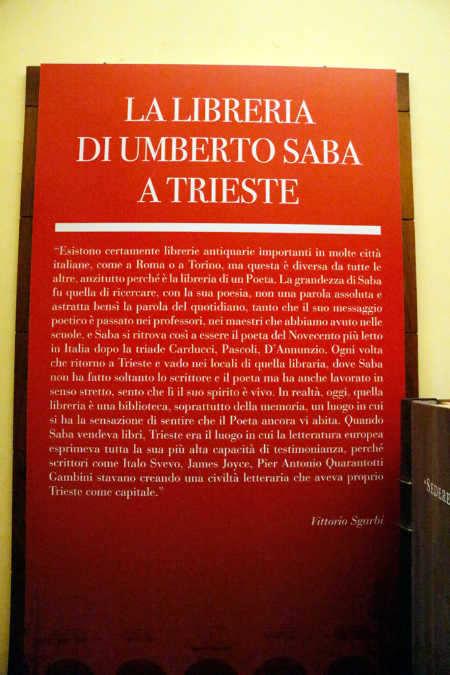 LA LIBRERIA
DI UMBERTO SABA
A TRIESTE
“Esistono certamente librerie antiquarie importanti in molte città
italiane, come a Roma o a Torino, ma questa è diversa da tutte le
altre, anzitutto perché è la libreria di un Poeta. La grandezza di Saba
fu quella di ricercare, con la sua poesia, non una parola assoluta e
astratta bensì la parola del quotidiano, tanto che il suo messaggio
poetico è passato nei professori, nei maestri che abbiamo avuto nelle
scuole, e Saba si ritrova così a essere il poeta del Novecento più letto
in Italia dopo la triade Carducci, Pascoli, D’Annunzio. Ogni volta
che ritorno a Trieste e vado nei locali di quella libraria, dove Saba
non ha fatto soltanto lo scrittore e il poeta ma ha anche lavorato in
senso stretto, sento che lì il suo spirito è vivo. In realtà, oggi, quella
libreria è una biblioteca, soprattutto della memoria, un luogo in cui
si ha la sensazione di sentire che il Poeta ancora vi abita. Quando
Saba vendeva libri, Trieste era il luogo in cui la letteratura europea
esprimeva tutta la sua più alta capacità di testimonianza, perché
scrittori come Italo Svevo, James Joyce, Pier Antonio Quarantotti
Gambini stavano creando una civiltà letteraria che aveva proprio
Trieste come capitale.”
Vittorio Sgarbi
“SEDERE